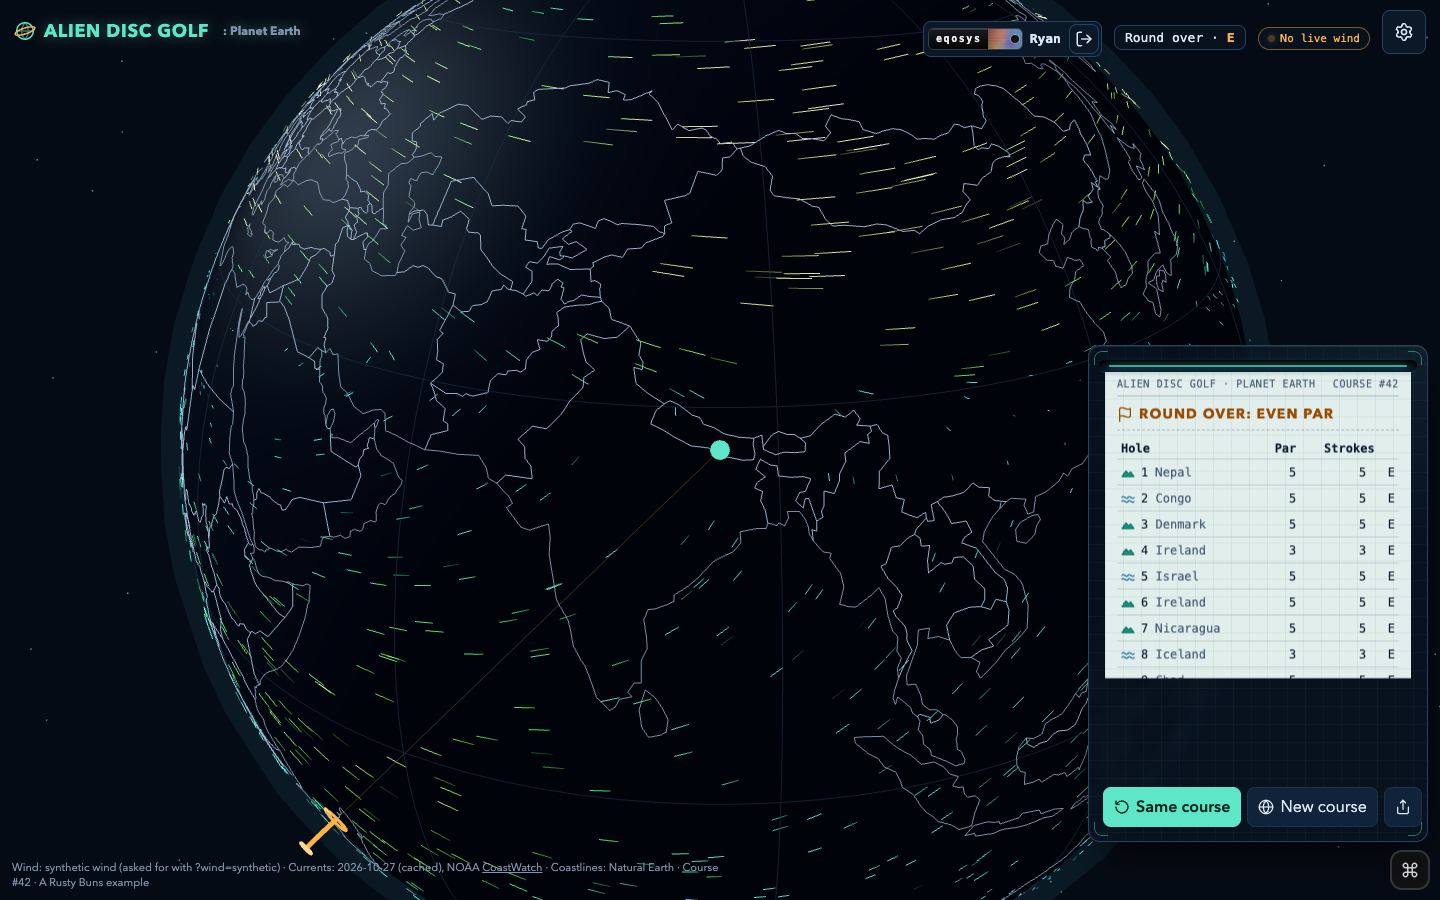 ALIEN DISC GOLF : Planet Earth
eqosys Ryan
Round over · E
No live wind
ALIEN DISC GOLF · PLANET EARTH COURSE #42
ROUND OVER: EVEN PAR
Hole Par Strokes
1 Nepal 5 5 E
2 Congo 5 5 E
3 Denmark 5 5 E
4 Ireland 3 3 E
5 Israel 5 5 E
6 Ireland 5 5 E
7 Nicaragua 5 5 E
8 Iceland 3 3 E
9 Chad 5 5 E
Same course New course
Wind: synthetic wind (asked for with ?wind=synthetic) · Currents: 2026-10-27 (cached), NOAA CoastWatch · Coastlines: Natural Earth · Course
#42 · A Rusty Buns example
⌘